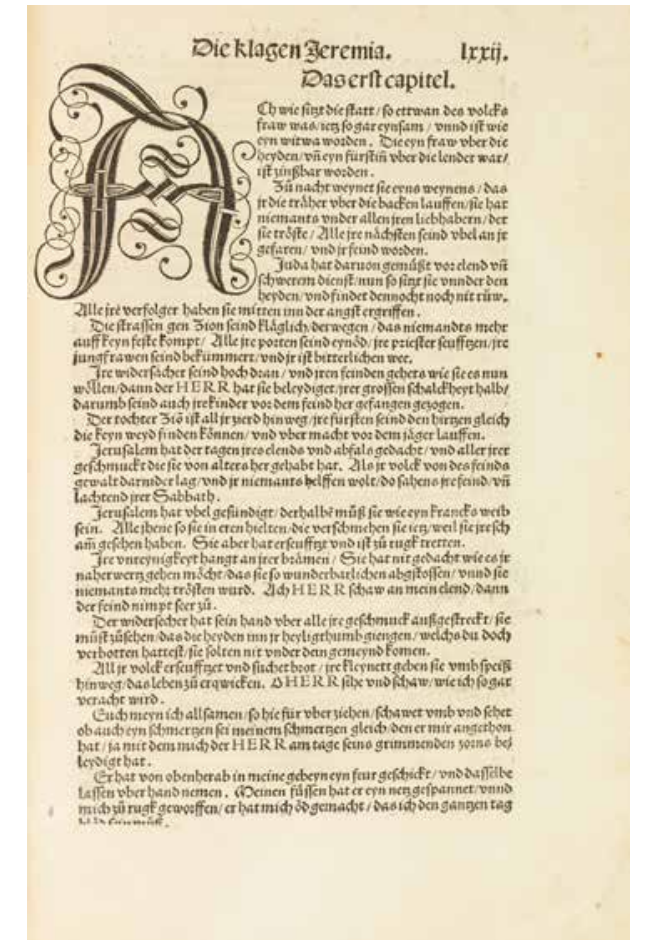 Die klagen Jeremia. lxxij.
Das erst capitel.
ACh wie sitzt die statt / so ettwan des volcks
fraw was / ietz so gar eynsam / vnnd ist wie
eyn witwa worden. Die eyn fraw vber die
heyden / vñ eyn fürstiñ vber die lender war /
ist zinßbar worden.
Zů nacht weynet sie eyns weynens / das
jr die träher vber die backen lauffen / sie hat
niemants vnder allen jren liebhabern / der
sie tröste / Alle jre nächsten seind vbel an jr
gefaren / vnd jr feind worden.
Juda hat daruon gemůßt vor elend vñ
schwerem dienst / nun so sitzt sie vnnder den
heyden / vnd findet dennocht noch nit růw.
Alle jrẽ verfolger haben sie mitten inn der angst ergriffen.
Die strassen gen Zion seind kläglich / derwegen / das niemandts mehr
auff keyn feste kompt / Alle jre porten seind eynöd / jre priester seufftzen / jre
jungfrawen seind bekummert / vnd jr ist bitterlichen wee.
Jre widersächer seind hoch dran / vnd jren feinden gehets wie sie es nun
wöllen / dann der HERR hat sie beleydiget / jrer grossen schalckheyt halb /
darumb seind auch jre kinder vor dem feind her gefangen gezogen.
Der tochter Ziõ ist all jr zierd hinweg / jre fürsten seind den hirtzen gleich
die keyn weyd finden können / vnd vber macht vor dem jäger lauffen.
Jerusalem hat der tagen jres elends vnd abfals gedacht / vnd aller jrer
geschmuckt die sie von alters her gehabt hat. Als jr volck von des feinds
gewalt darnider lag / vnd jr niemants helffen wolt / do sahens jre feind / vñ
lachtend jrer Sabbath.
Jerusalem hat vbel gesündigt / derhalbẽ můß sie wie eyn krancks weib
sein. Alle jhene so sie in eren hielten / die verschmehen sie ietz / weil sie jre sch
am̃ gesehen haben. Sie aber hat erseufftzt vnd ist zů rugk tretten.
Jre vnreynigkeyt hangt an jrer brämen / Sie hat nit gedacht wie es jr
naherwertz gehen möcht / das sie so wunderbarlichen abgstossen / vnnd sie
niemants mehr trösten wurd. Ach HERR schaw an mein elend / dann
der feind nimpt seer zů.
Der widersecher hat sein hand vber alle jre geschmuck außgestreckt / sie
můst zůsehen / das die heyden inn jr heyligthumb giengen / welchs du doch
verbotten hattest / sie solten nit vnder dein gemeynd komen.
All jr volck erseufftzet vnd suchet brot / jre kleynett geben sie vmb speiß
hinweg / das leben zů erqwicken. O HERR sihe vnd schaw / wie ich so gar
veracht wird.
Euch meyn ich allsamen / so hie für vber ziehen / schawet vmb vnd sehet
ob auch eyn schmertzen sei meinem schmertzen gleich / den er mir angethon
hat / ja mit dem mich der HERR am tage seins grimmenden zorns be /
leydigt hat.
Er hat von obenherab in meine gebeyn eyn feur geschickt / vnd dasselbe
lassen vber hand nemen. Meinen füssen hat er eyn netz gespannet / vnnd
mich zů rugk geworffen / er hat mich öd gemacht / das ich den gantzen tag